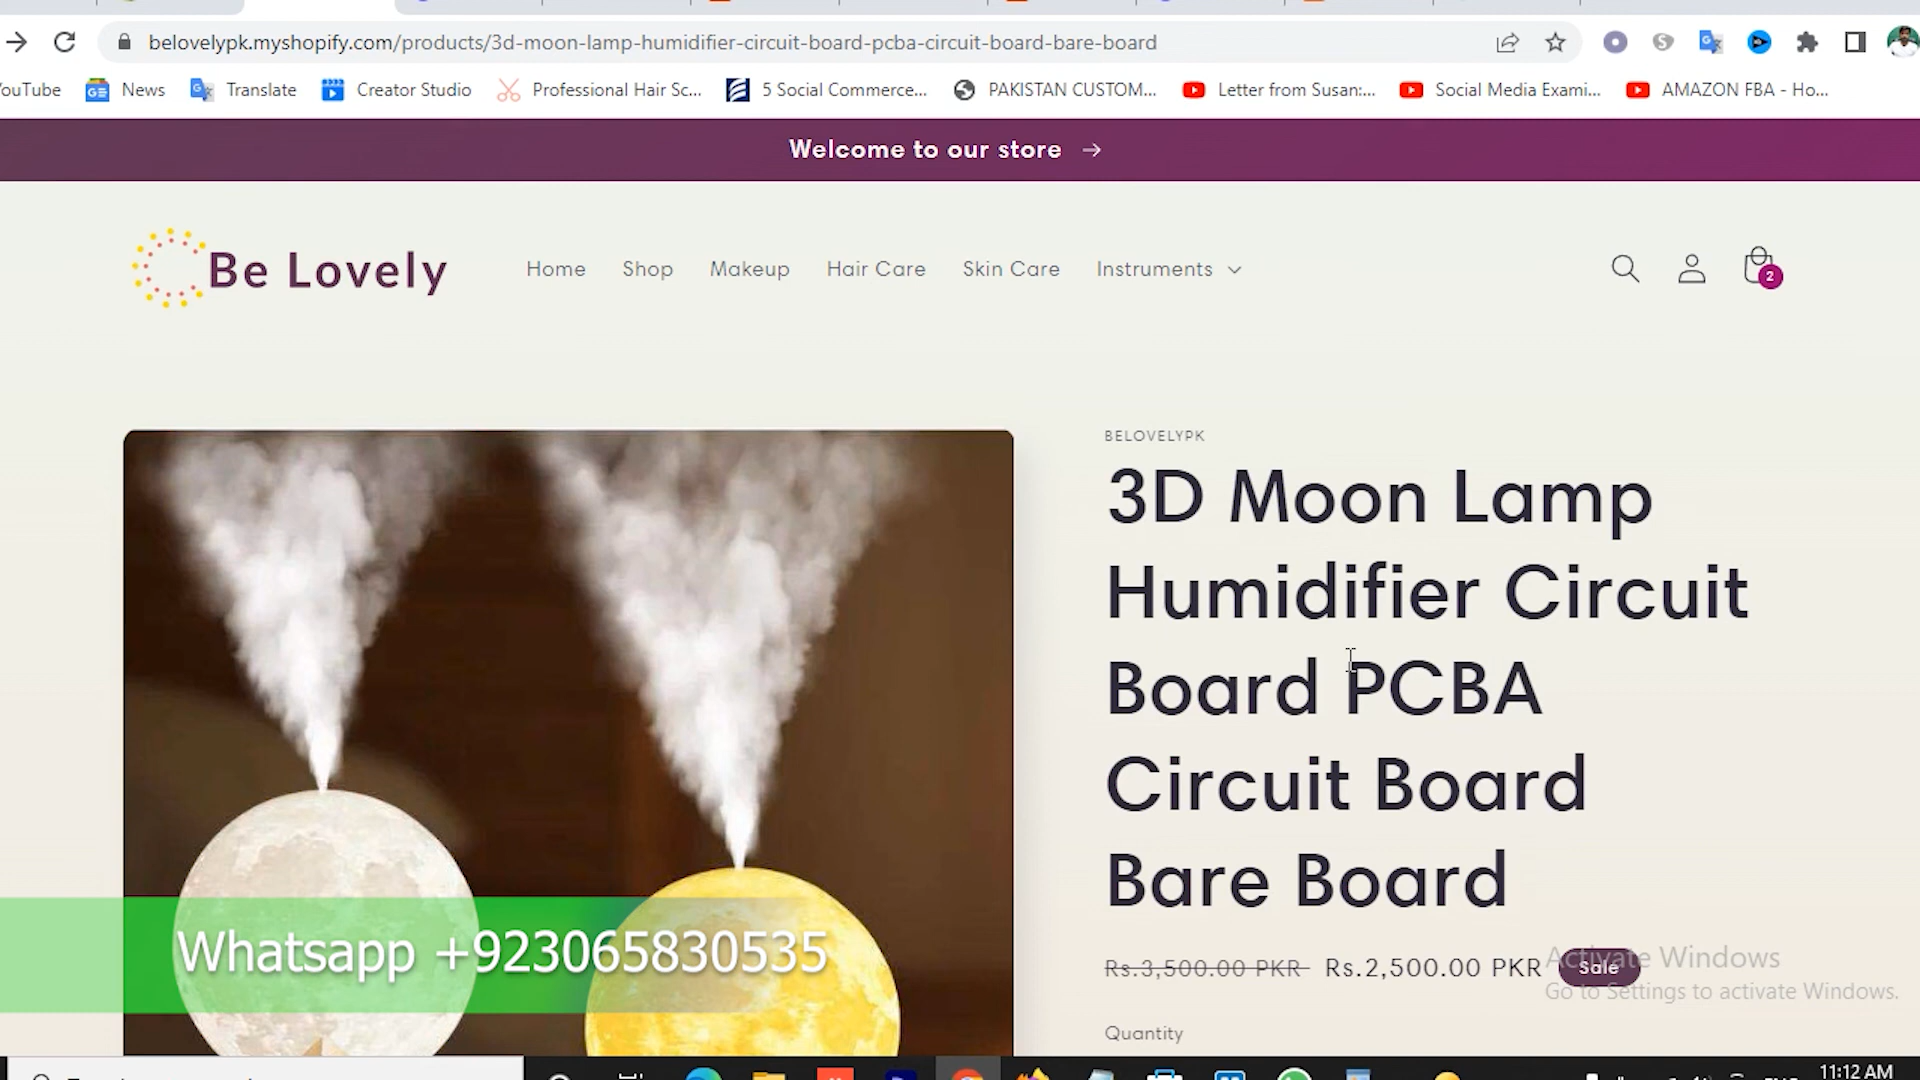 belovelypk.myshopify.com/products/3d-moon-lamp-humidifier-circuit-board-pcba-circuit-board-bare-board
ouTube News Translate Creator Studio Professional Hair Sc... 5 Social Commerce... PAKISTAN CUSTOM... Letter from Susan:... Social Media Exami... AMAZON FBA - Ho...
Welcome to our store →
Be Lovely
Home Shop Makeup Hair Care Skin Care Instruments
2
BELOVELYPK
3D Moon Lamp
Humidifier Circuit
Board PCBA
Circuit Board
Bare Board
Whatsapp +923065830535
Rs.3,500.00 PKR Rs.2,500.00 PKR Sale
Activate Windows
Go to Settings to activate Windows.
Quantity
11:12 AM